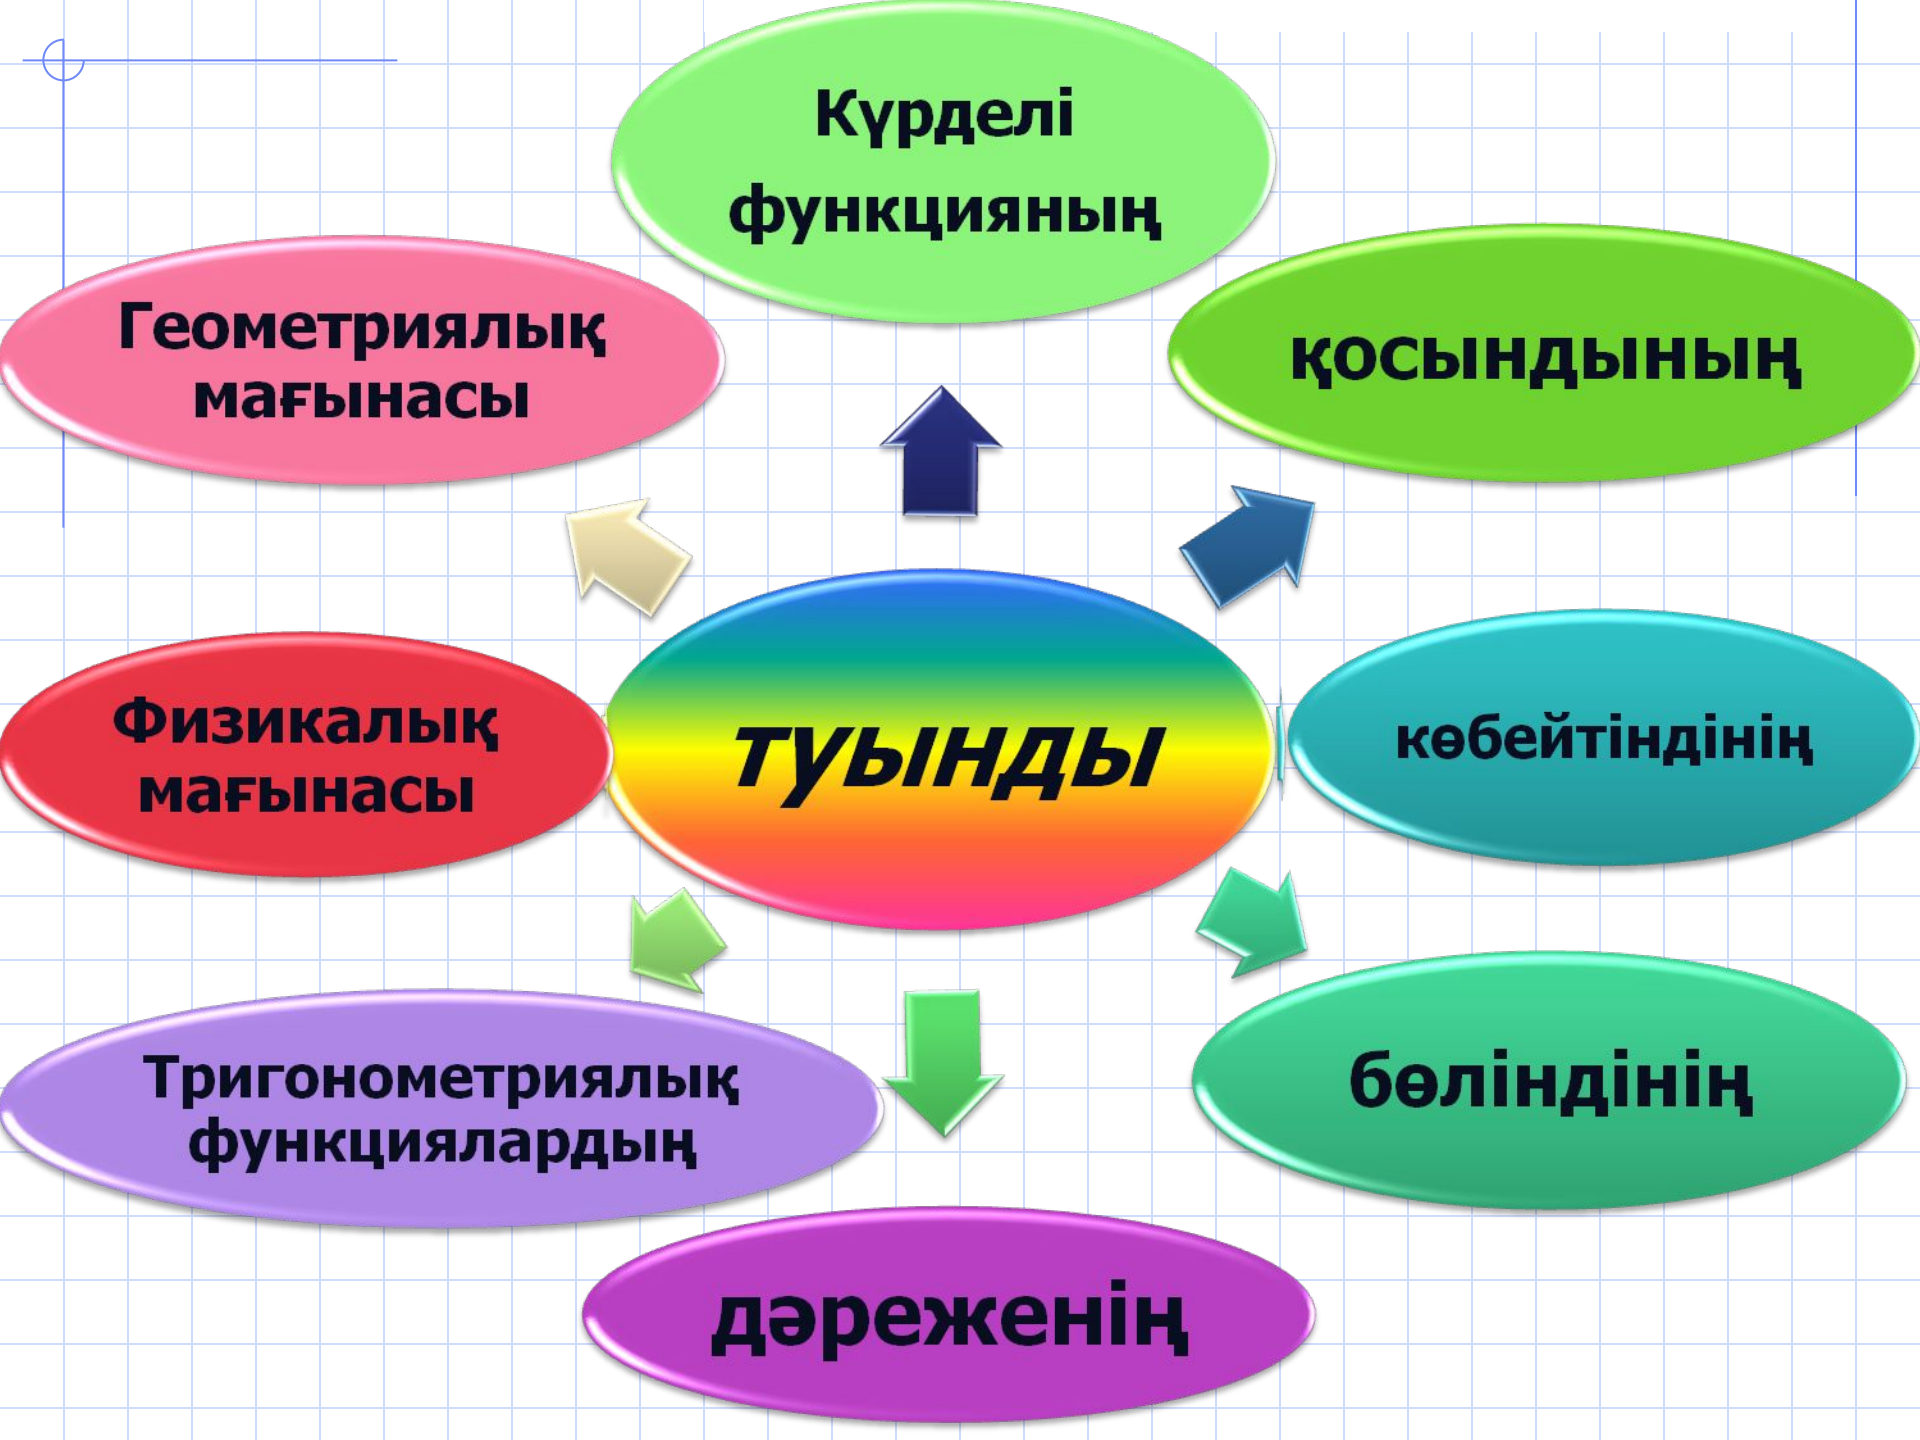 Күрделі
функцияның
Геометриялық
мағынасы
қосындының
Физикалық
мағынасы
туынды
көбейтіндінің
Тригонометриялық
функциялардың
бөліндінің
дәреженің